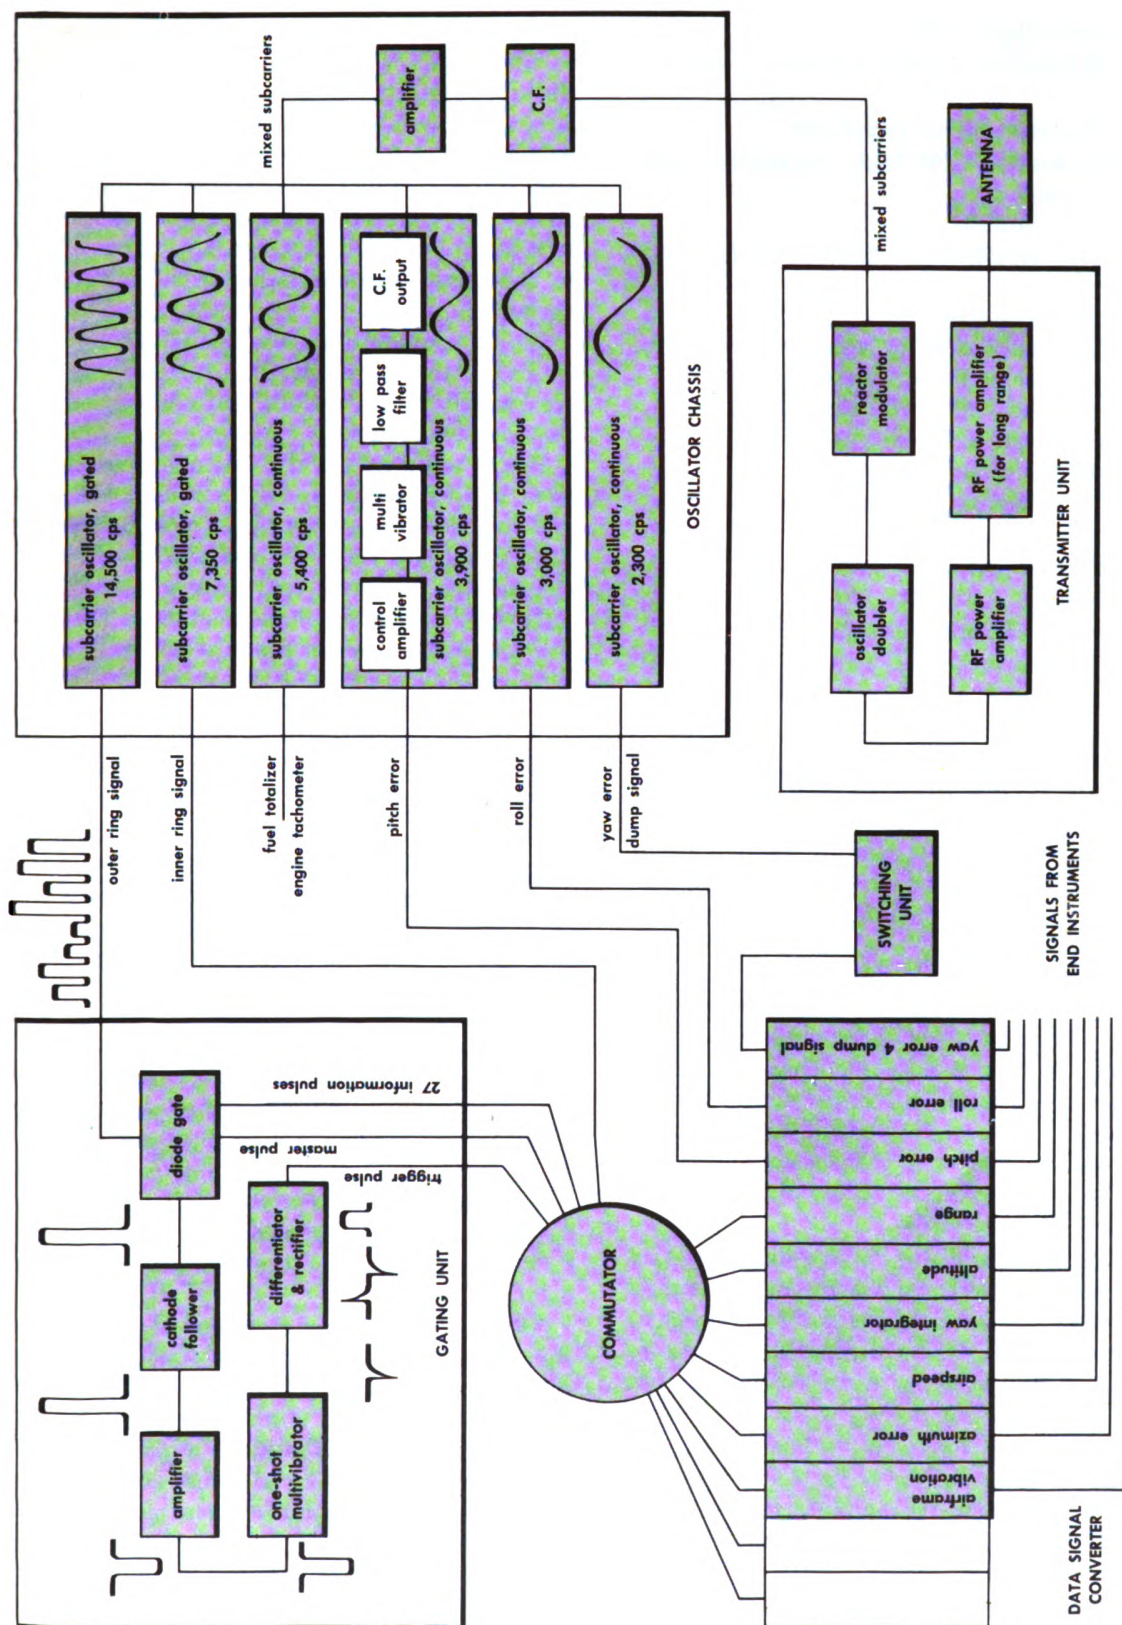 amplifier
cathode
follower
diode gate
one-shot
multivibrator
differentiator
& rectifier
GATING UNIT
trigger pulse
master pulse
27 information pulses
COMMUTATOR
outer ring signal
inner ring signal
fuel totalizer
engine tachometer
pitch error
roll error
yaw error
dump signal
subcarrier oscillator, gated
14,500 cps
subcarrier oscillator, gated
7,350 cps
subcarrier oscillator, continuous
5,400 cps
control
amplifier
multi
vibrator
low pass
filter
C.F.
output
subcarrier oscillator, continuous
3,900 cps
subcarrier oscillator, continuous
3,000 cps
subcarrier oscillator, continuous
2,300 cps
mixed subcarriers
amplifier
C.F.
OSCILLATOR CHASSIS
mixed subcarriers
airframe
vibration
azimuth error
airspeed
yaw integrator
altitude
range
pitch error
roll error
yaw error 4 dump signal
DATA SIGNAL
CONVERTER
SWITCHING
UNIT
SIGNALS FROM
END INSTRUMENTS
oscillator
doubler
reactor
modulator
RF power
amplifier
RF power amplifier
(for long range)
ANTENNA
TRANSMITTER UNIT